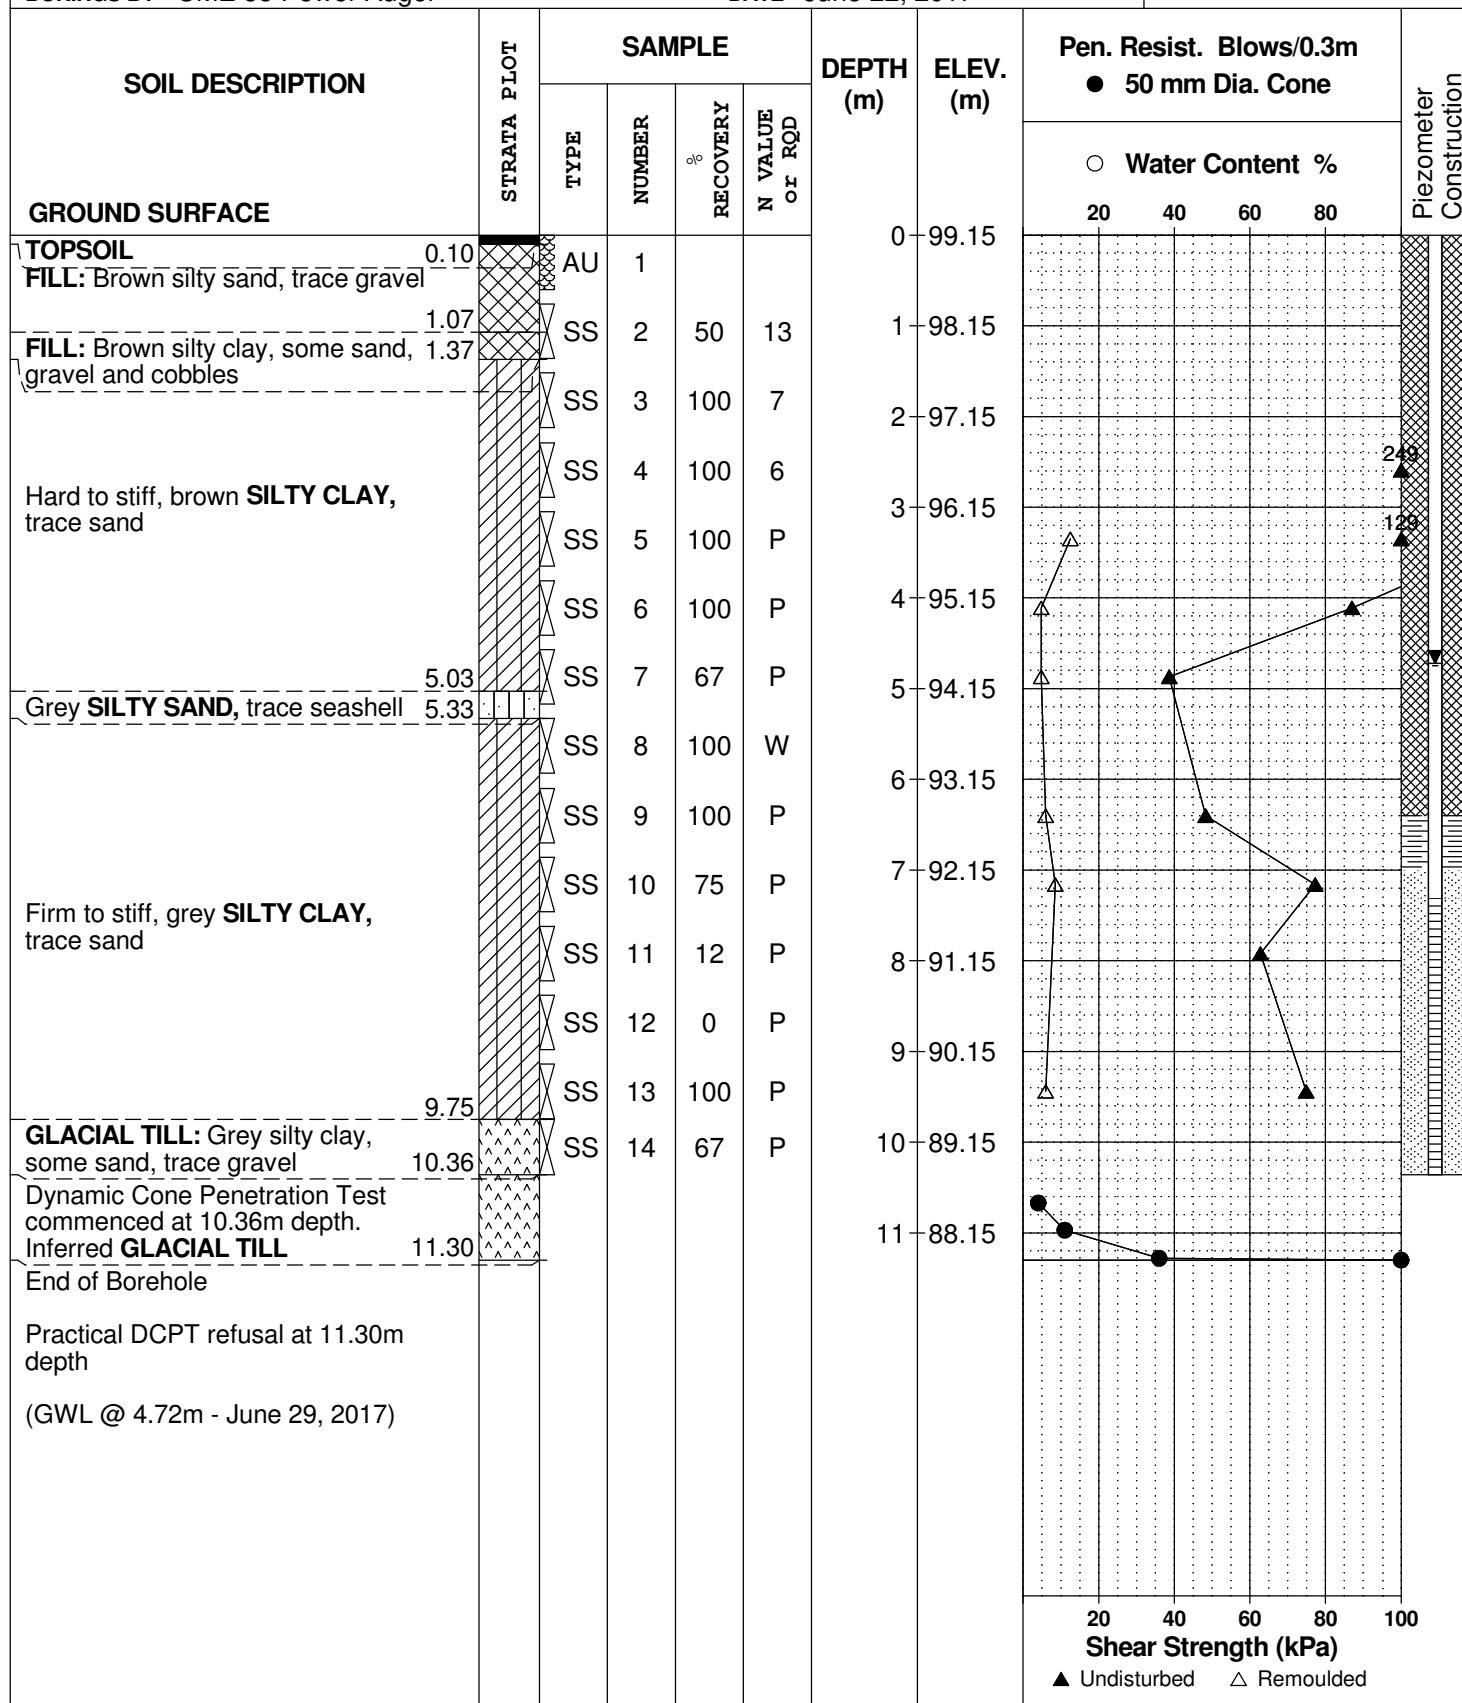 SOIL DESCRIPTION
GROUND SURFACE
STRATA PLOT
SAMPLE
TYPE
NUMBER
% RECOVERY
N VALUE or RQD
DEPTH (m)
ELEV. (m)
Pen. Resist. Blows/0.3m
● 50 mm Dia. Cone
○ Water Content %
20 40 60 80
Piezometer Construction
TOPSOIL 0.10
FILL: Brown silty sand, trace gravel
1.07
FILL: Brown silty clay, some sand, 1.37
gravel and cobbles
Hard to stiff, brown SILTY CLAY,
trace sand
5.03
Grey SILTY SAND, trace seashell 5.33
Firm to stiff, grey SILTY CLAY,
trace sand
9.75
GLACIAL TILL: Grey silty clay,
some sand, trace gravel 10.36
Dynamic Cone Penetration Test
commenced at 10.36m depth.
Inferred GLACIAL TILL 11.30
End of Borehole
Practical DCPT refusal at 11.30m
depth
(GWL @ 4.72m - June 29, 2017)
AU 1
SS 2 50 13
SS 3 100 7
SS 4 100 6
SS 5 100 P
SS 6 100 P
SS 7 67 P
SS 8 100 W
SS 9 100 P
SS 10 75 P
SS 11 12 P
SS 12 0 P
SS 13 100 P
SS 14 67 P
0 99.15
1 98.15
2 97.15
3 96.15
4 95.15
5 94.15
6 93.15
7 92.15
8 91.15
9 90.15
10 89.15
11 88.15
249
129
20 40 60 80 100
Shear Strength (kPa)
▲ Undisturbed △ Remoulded